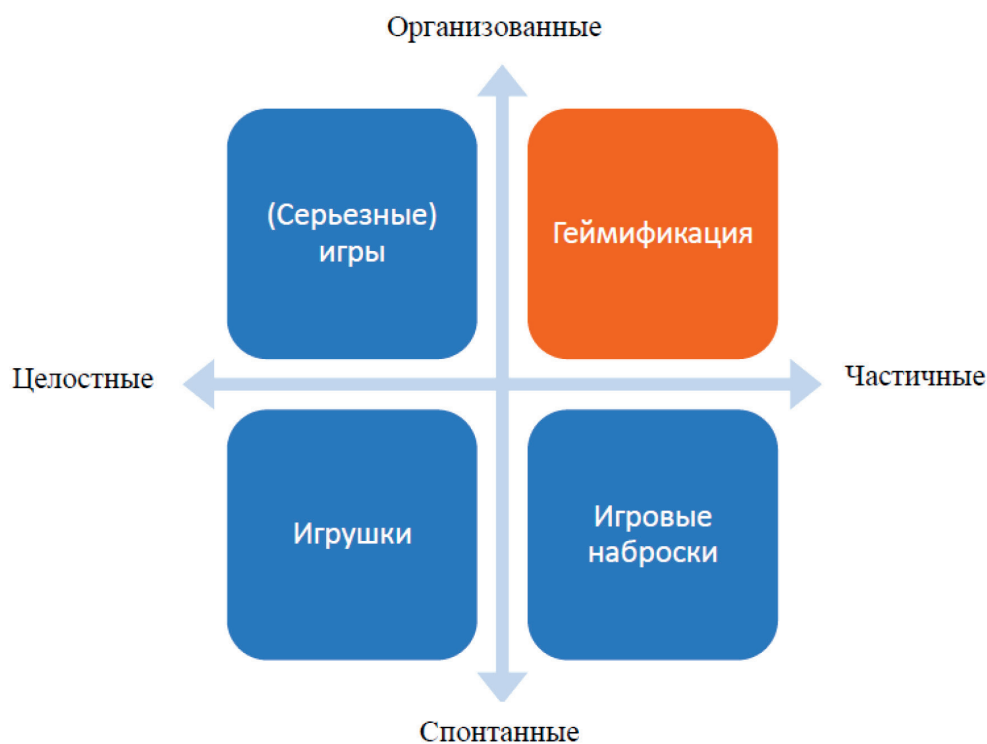 Организованные
(Серьезные)
игры
Геймификация
Целостные
Частичные
Игрушки
Игровые
наброски
Спонтанные